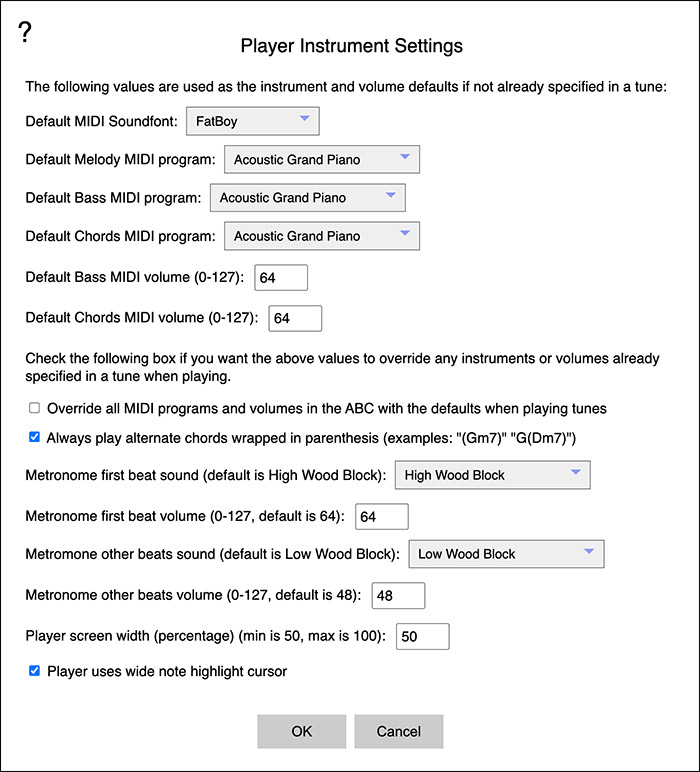 ?
Player Instrument Settings
The following values are used as the instrument and volume defaults if not already specified in a tune:
Default MIDI Soundfont: FatBoy
Default Melody MIDI program: Acoustic Grand Piano
Default Bass MIDI program: Acoustic Grand Piano
Default Chords MIDI program: Acoustic Grand Piano
Default Bass MIDI volume (0-127): 64
Default Chords MIDI volume (0-127): 64
Check the following box if you want the above values to override any instruments or volumes already
specified in a tune when playing.
Override all MIDI programs and volumes in the ABC with the defaults when playing tunes
Always play alternate chords wrapped in parenthesis (examples: "(Gm7)" "G(Dm7)")
Metronome first beat sound (default is High Wood Block): High Wood Block
Metronome first beat volume (0-127, default is 64): 64
Metromone other beats sound (default is Low Wood Block): Low Wood Block
Metronome other beats volume (0-127, default is 48): 48
Player screen width (percentage) (min is 50, max is 100): 50
Player uses wide note highlight cursor
OK Cancel